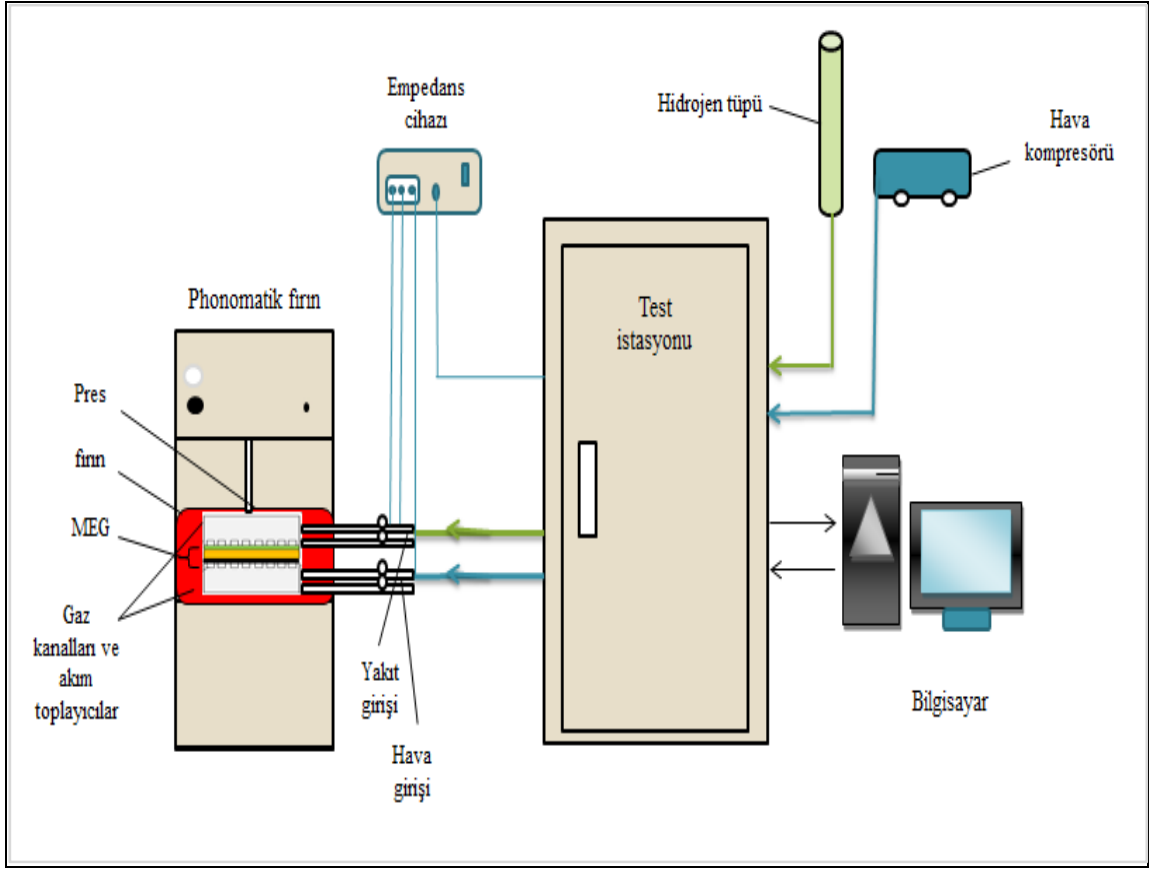 Empedans
cihazı
Hidrojen tüpü
Hava
kompresörü
Phonomatik fırın
Test
istasyonu
Pres
fırın
MEG
Gaz
kanalları ve
akım
toplayıcılar
Yakıt
girişi
Hava
girişi
Bilgisayar